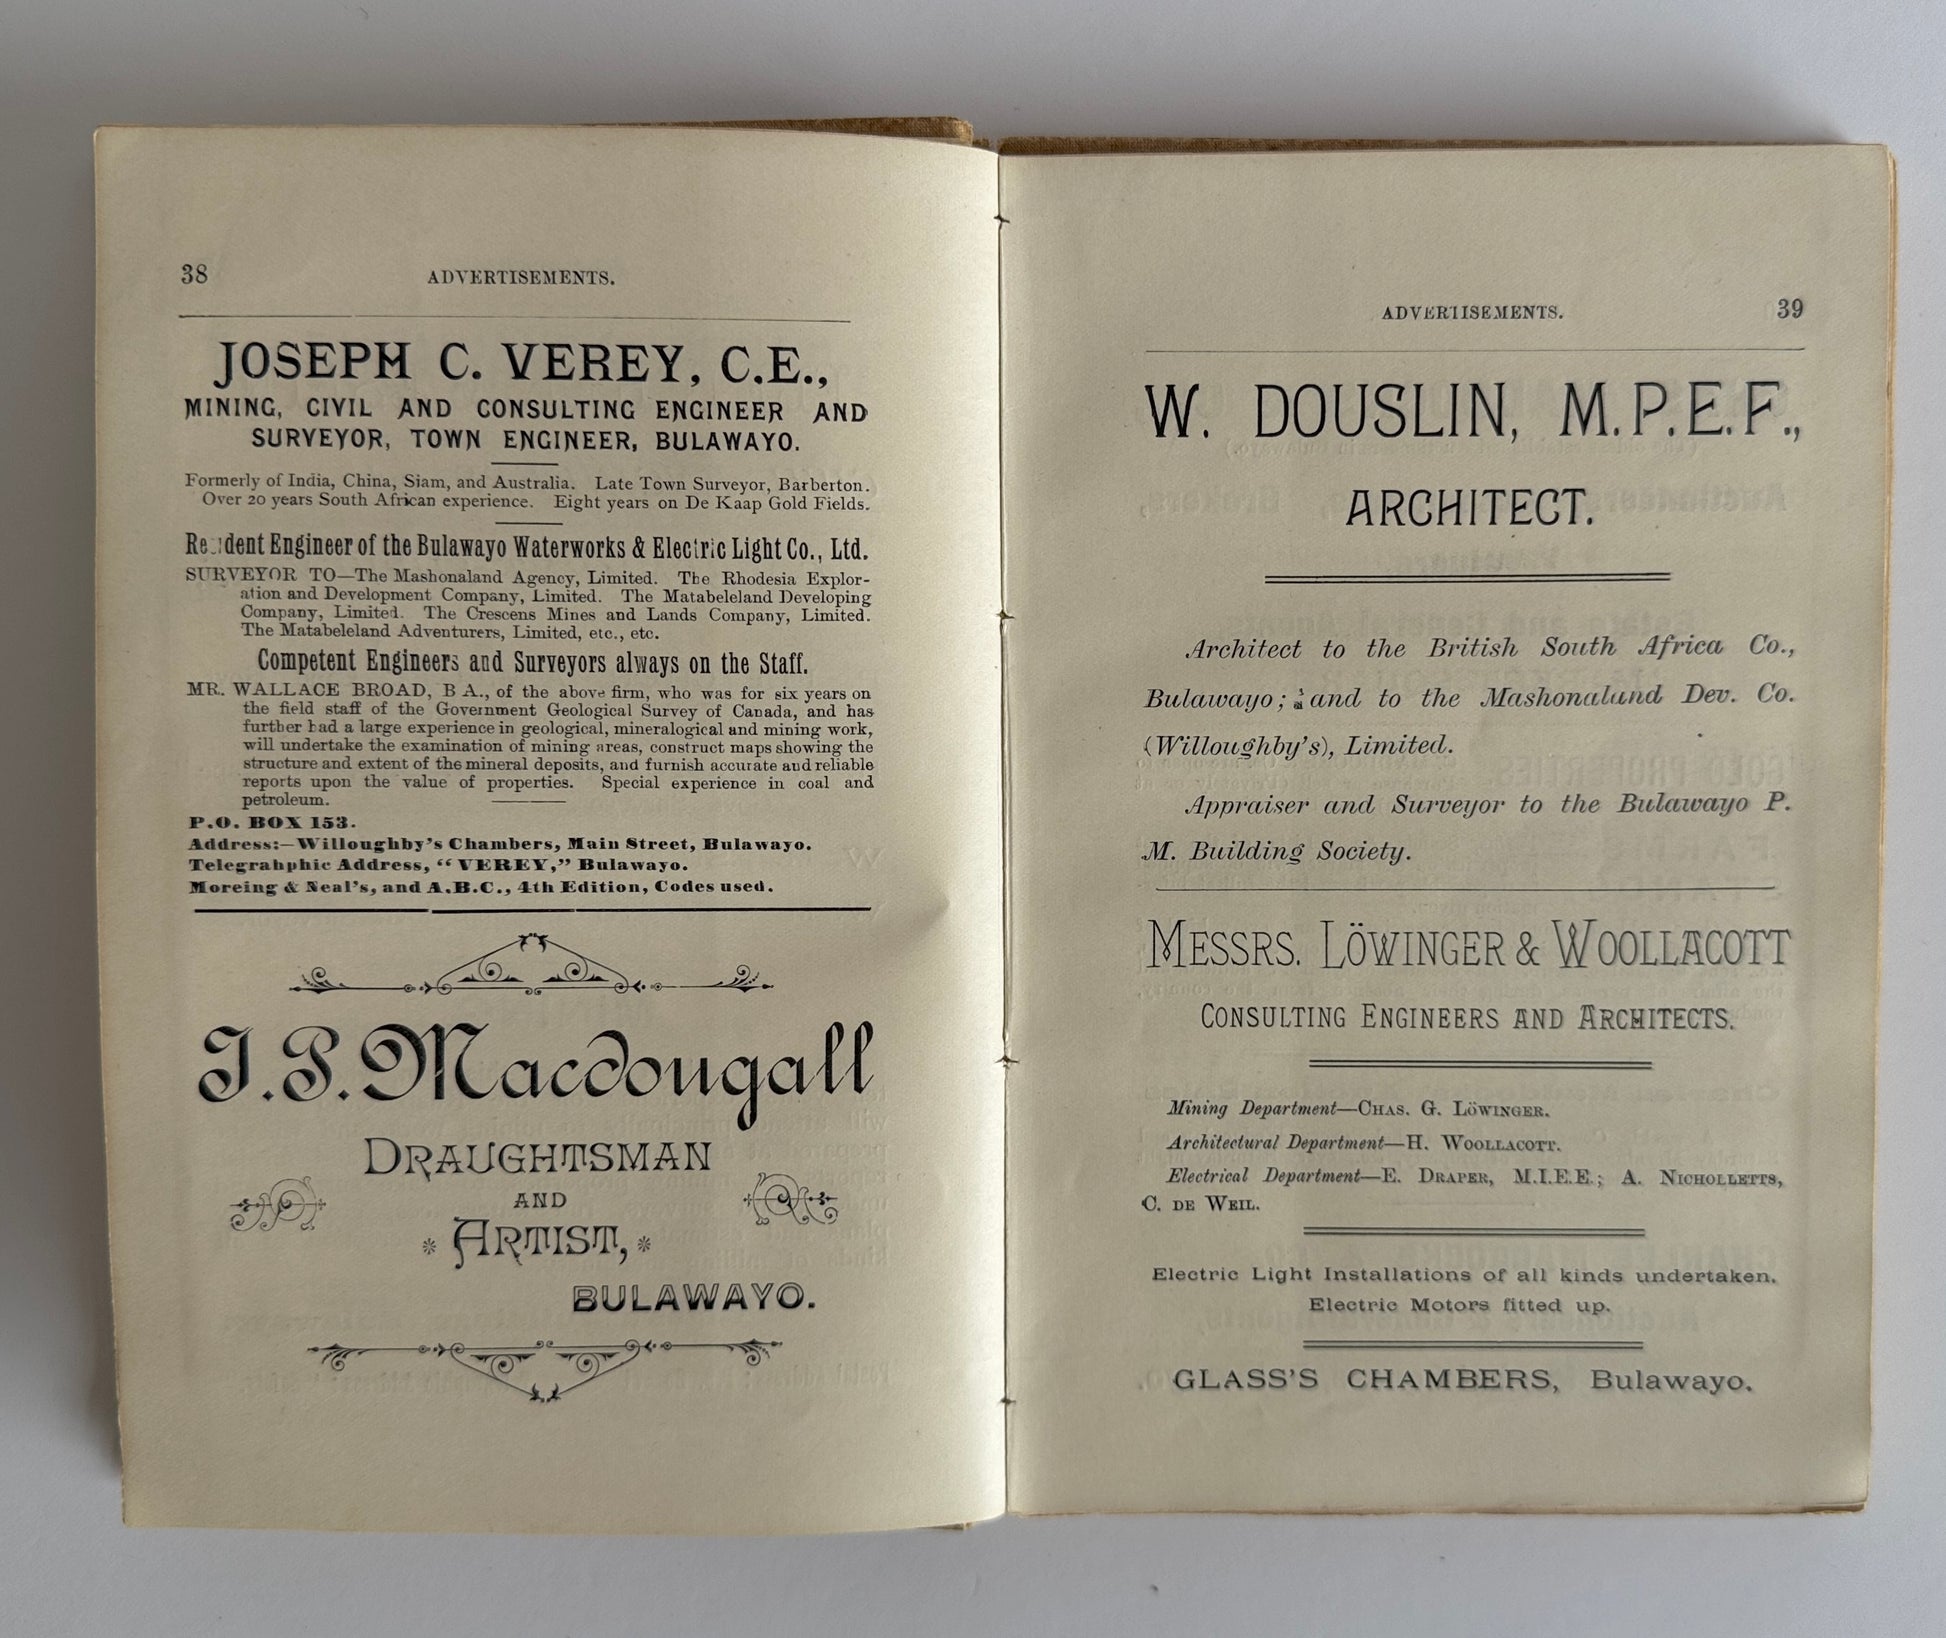 38
ADVERTISEMENTS.
JOSEPH C. VEREY, C.E.,
MINING, CIVIL AND CONSULTING ENGINEER AND
SURVEYOR, TOWN ENGINEER, BULAWAYO.
Formerly of India, China, Siam, and Australia. Late Town Surveyor, Barberton.
Over 20 years South African experience. Eight years on De Kaap Gold Fields.
Resident Engineer of the Bulawayo Waterworks & Electric Light Co., Ltd.
SURVEYOR TO—The Mashonaland Agency, Limited. The Rhodesia Explor-
ation and Development Company, Limited. The Matabeleland Developing
Company, Limited. The Crescens Mines and Lands Company, Limited.
The Matabeleland Adventurers, Limited, etc., etc.
Competent Engineers and Surveyors always on the Staff.
MR. WALLACE BROAD, B A., of the above firm, who was for six years on
the field staff of the Government Geological Survey of Canada, and has
further had a large experience in geological, mineralogical and mining work,
will undertake the examination of mining areas, construct maps showing the
structure and extent of the mineral deposits, and furnish accurate and reliable
reports upon the value of properties. Special experience in coal and
petroleum.
P.O. BOX 153.
Address:—Willoughby's Chambers, Main Street, Bulawayo.
Telegrahphic Address, "VEREY," Bulawayo.
Moreing & Neal's, and A.B.C., 4th Edition, Codes used.
J.P. Macdougall
DRAUGHTSMAN
AND
ARTIST,
BULAWAYO.
ADVERTISEMENTS.
39
W. DOUSLIN, M.P.E.F.,
ARCHITECT.
Architect to the British South Africa Co.,
Bulawayo; and to the Mashonaland Dev. Co.
(Willoughby's), Limited.
Appraiser and Surveyor to the Bulawayo P.
M. Building Society.
MESSRS. LÖWINGER & WOOLLACOTT
CONSULTING ENGINEERS AND ARCHITECTS.
Mining Department—CHAS. G. LÖWINGER.
Architectural Department—H. WOOLLACOTT.
Electrical Department—E. DRAPER, M.I.E.E.; A. NICHOLLETTS,
C. DE WEIL.
Electric Light Installations of all kinds undertaken.
Electric Motors fitted up.
GLASS'S CHAMBERS, Bulawayo.